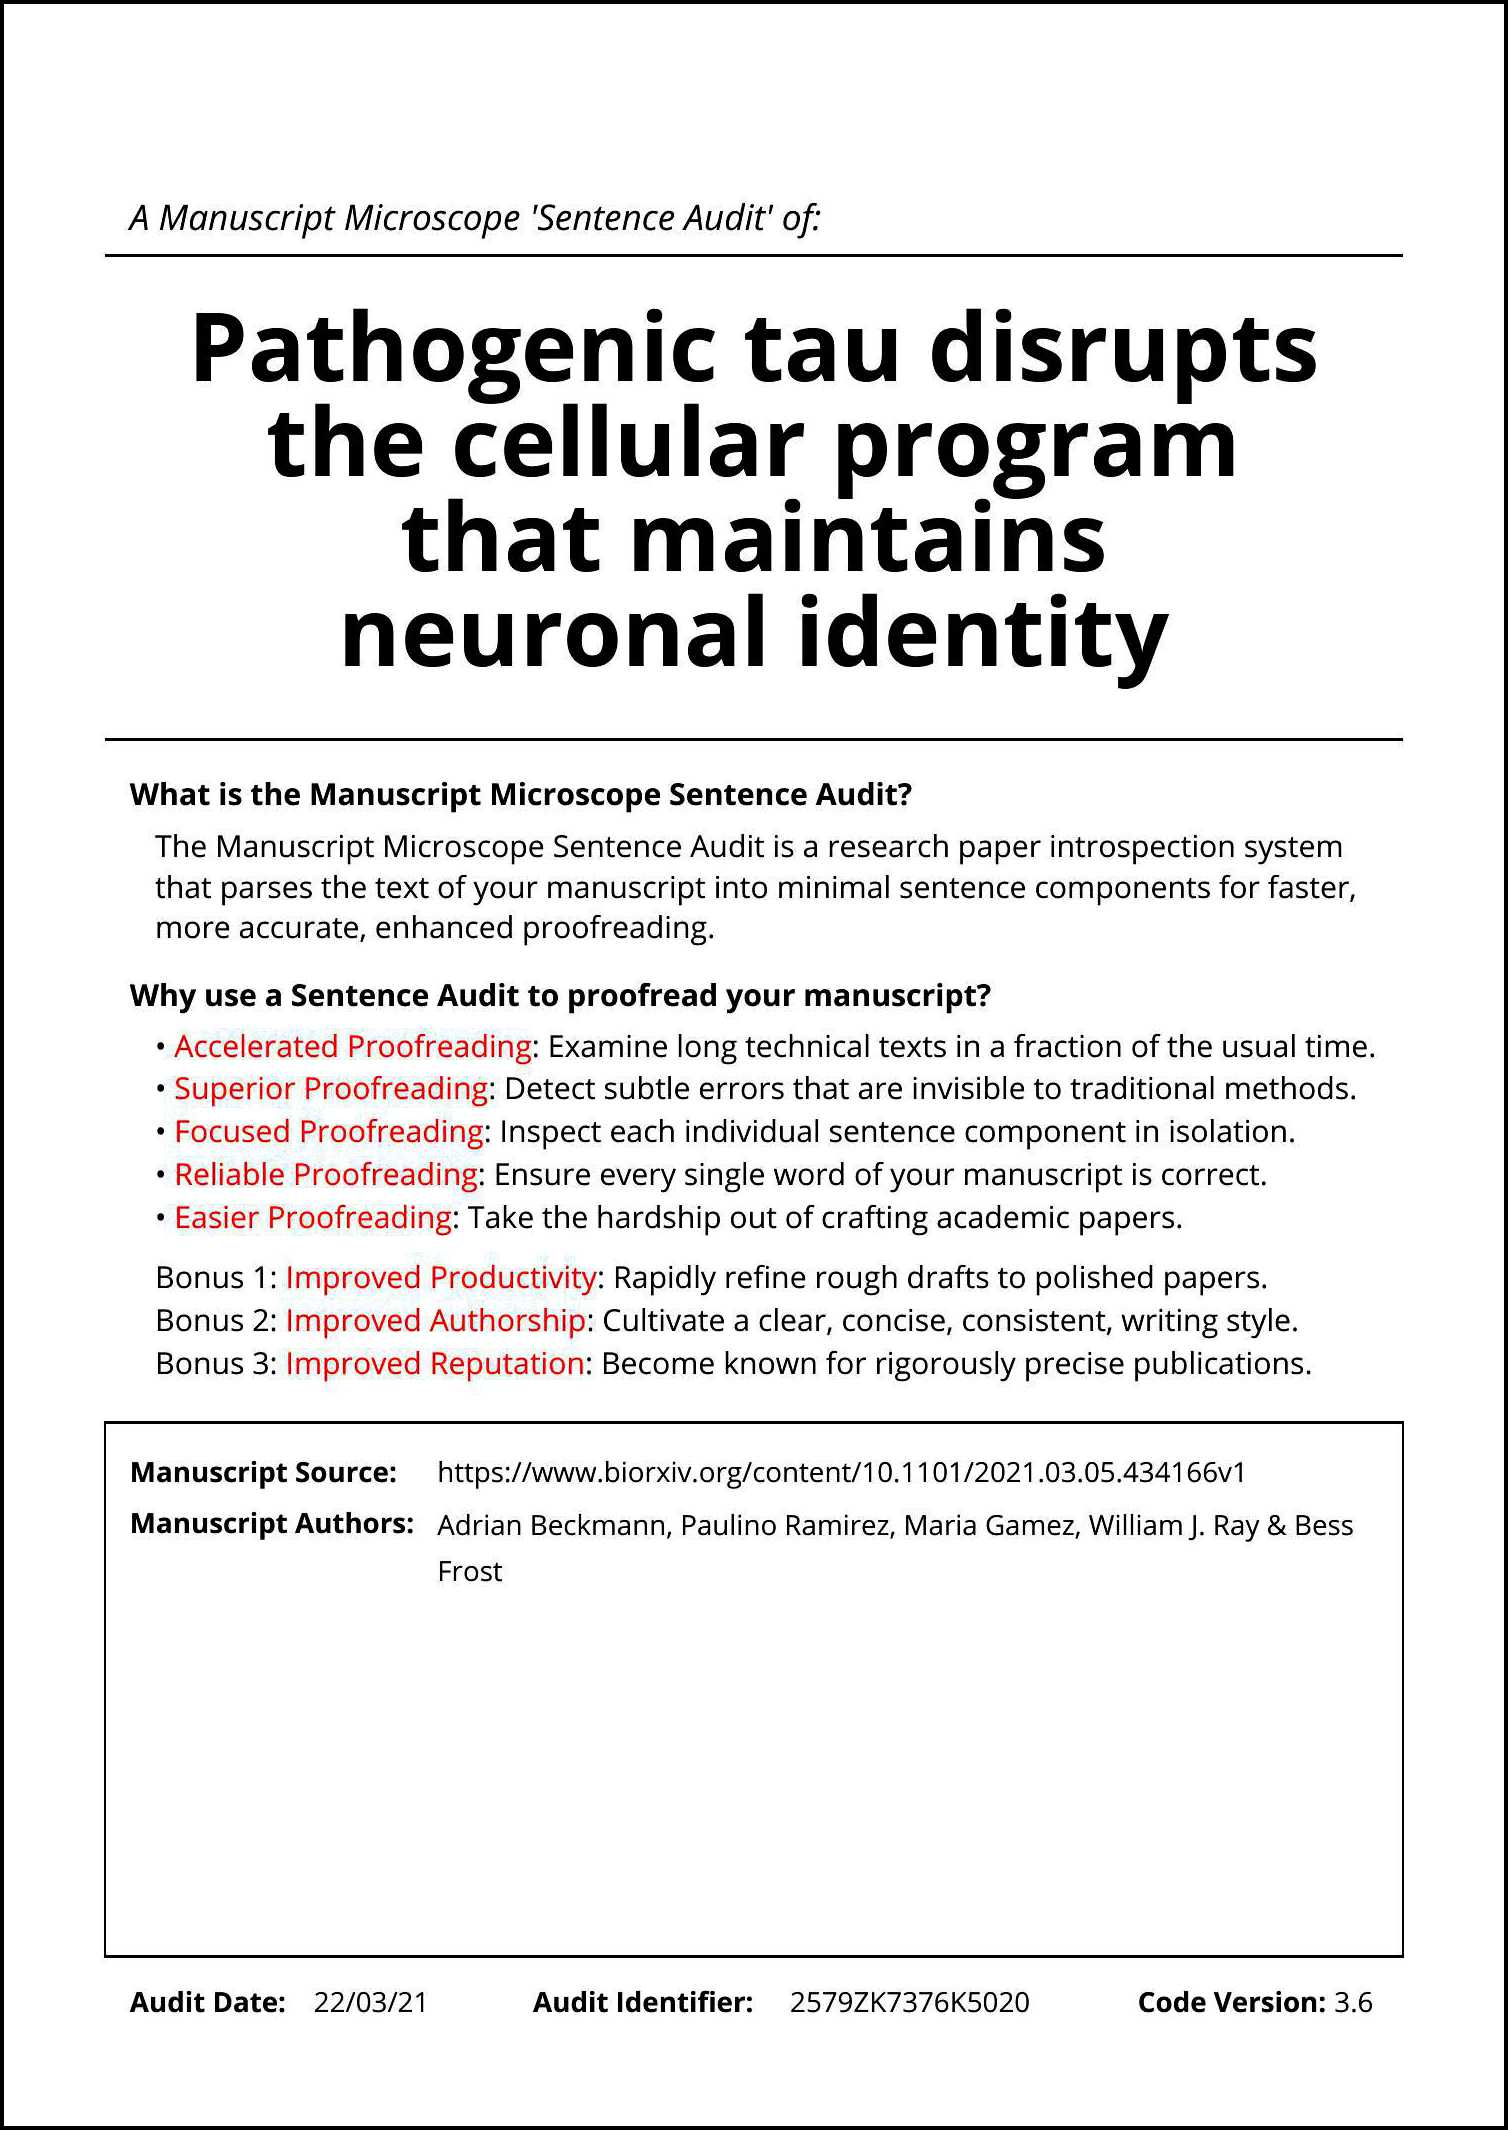 A Manuscript Microscope 'Sentence Audit' of:
Pathogenic tau disrupts
the cellular program
that maintains
neuronal identity
What is the Manuscript Microscope Sentence Audit?
The Manuscript Microscope Sentence Audit is a research paper introspection system
that parses the text of your manuscript into minimal sentence components for faster,
more accurate, enhanced proofreading.
Why use a Sentence Audit to proofread your manuscript?
• Accelerated Proofreading: Examine long technical texts in a fraction of the usual time.
• Superior Proofreading: Detect subtle errors that are invisible to traditional methods.
• Focused Proofreading: Inspect each individual sentence component in isolation.
• Reliable Proofreading: Ensure every single word of your manuscript is correct.
• Easier Proofreading: Take the hardship out of crafting academic papers.
Bonus 1: Improved Productivity: Rapidly refine rough drafts to polished papers.
Bonus 2: Improved Authorship: Cultivate a clear, concise, consistent, writing style.
Bonus 3: Improved Reputation: Become known for rigorously precise publications.
Manuscript Source: https://www.biorxiv.org/content/10.1101/2021.03.05.434166v1
Manuscript Authors: Adrian Beckmann, Paulino Ramirez, Maria Gamez, William J. Ray & Bess
Frost
Audit Date: 22/03/21 Audit Identifier: 2579ZK7376K5020 Code Version: 3.6